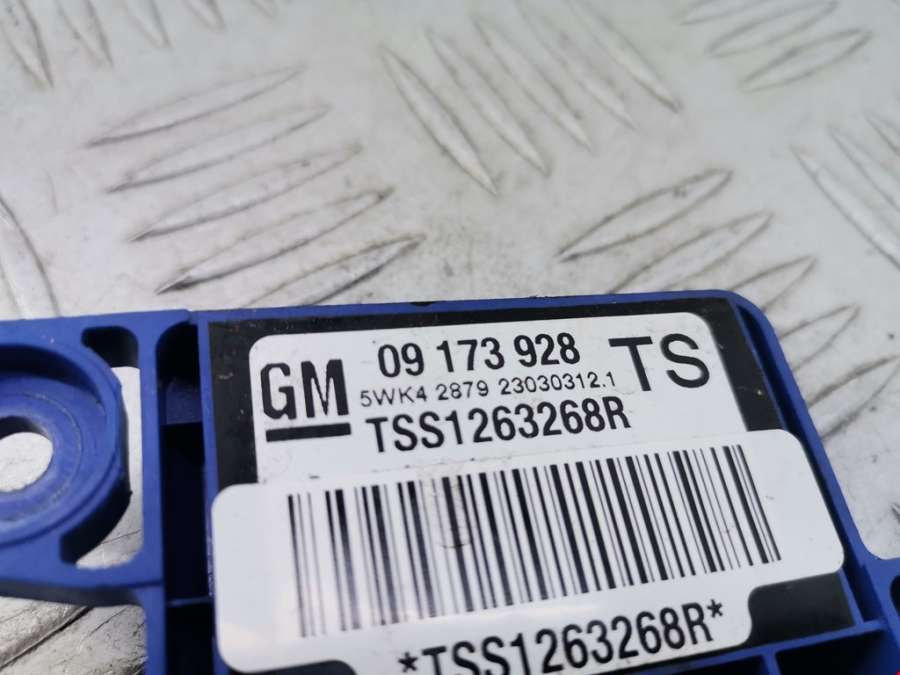 GM
09 173 928
TS
5WK4 2879 23030312.1
TSS1263268R
*TSS1263268R*